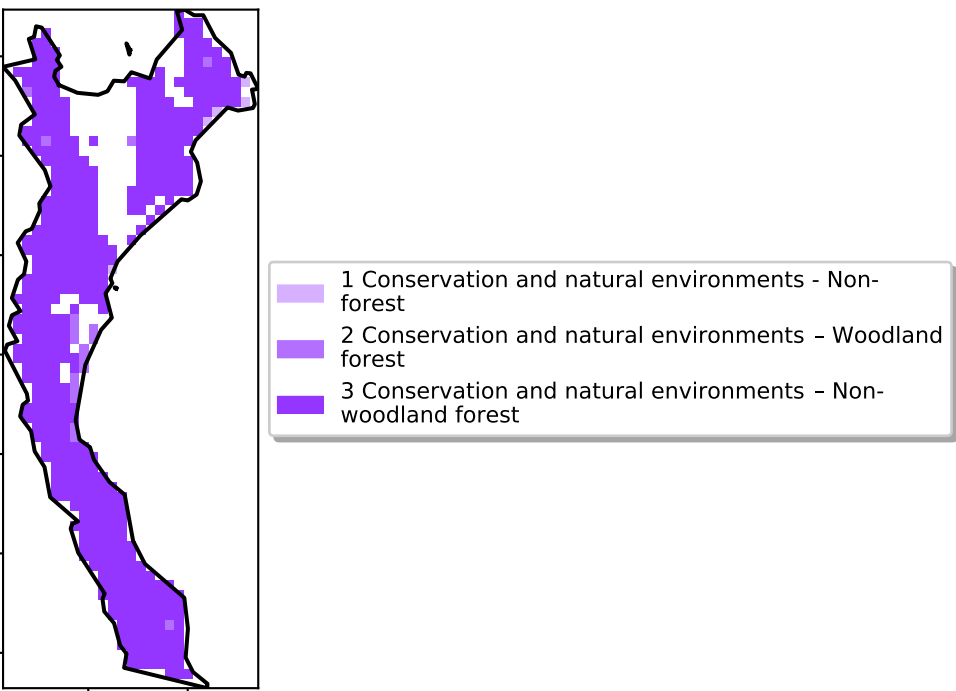 1 Conservation and natural environments - Non-
forest
2 Conservation and natural environments – Woodland
forest
3 Conservation and natural environments – Non-
woodland forest